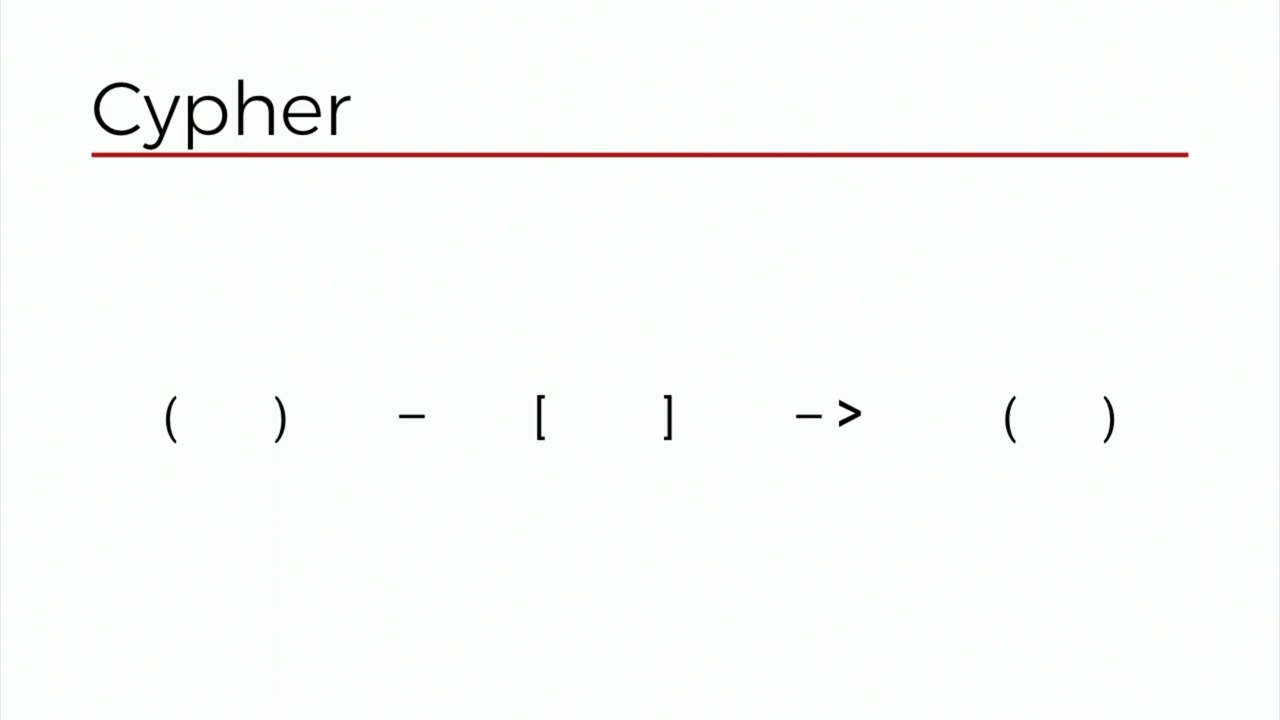 Cypher
( ) - [ ] -> ( )